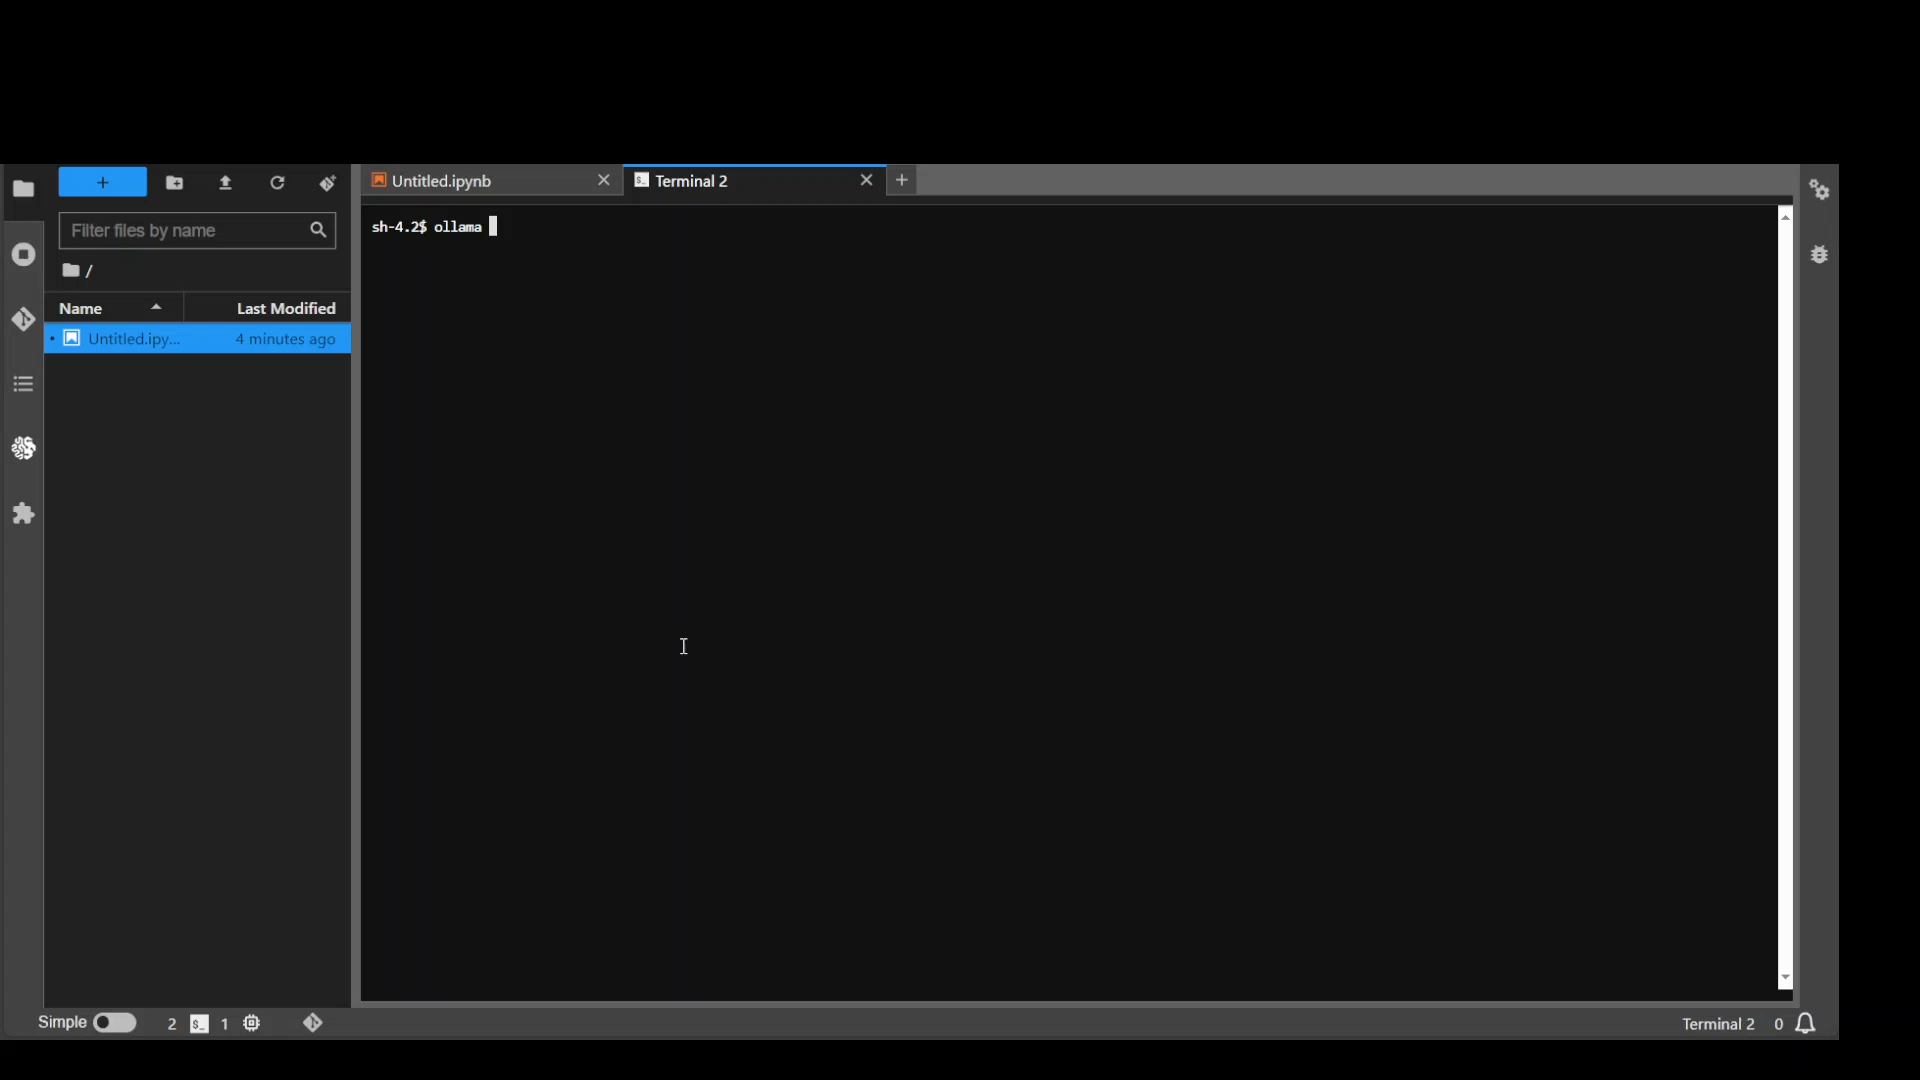 +
Untitled.ipynb
Terminal 2
+
Filter files by name
/
Name
Last Modified
Untitled.ipy...
4 minutes ago
sh-4.2$ ollama
Simple
2
$_
1
Terminal 2
0